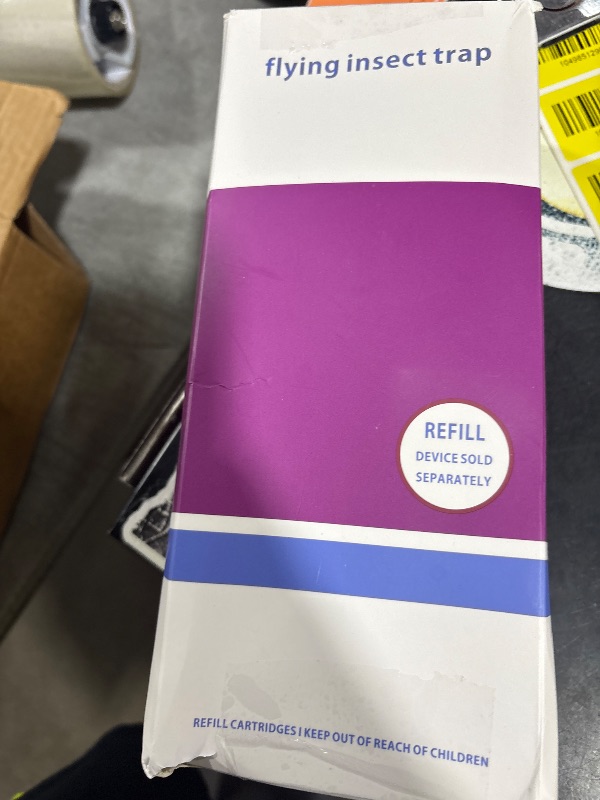 flying insect trap
REFILL
DEVICE SOLD
SEPARATELY
REFILL CARTRIDGES I KEEP OUT OF REACH OF CHILDREN